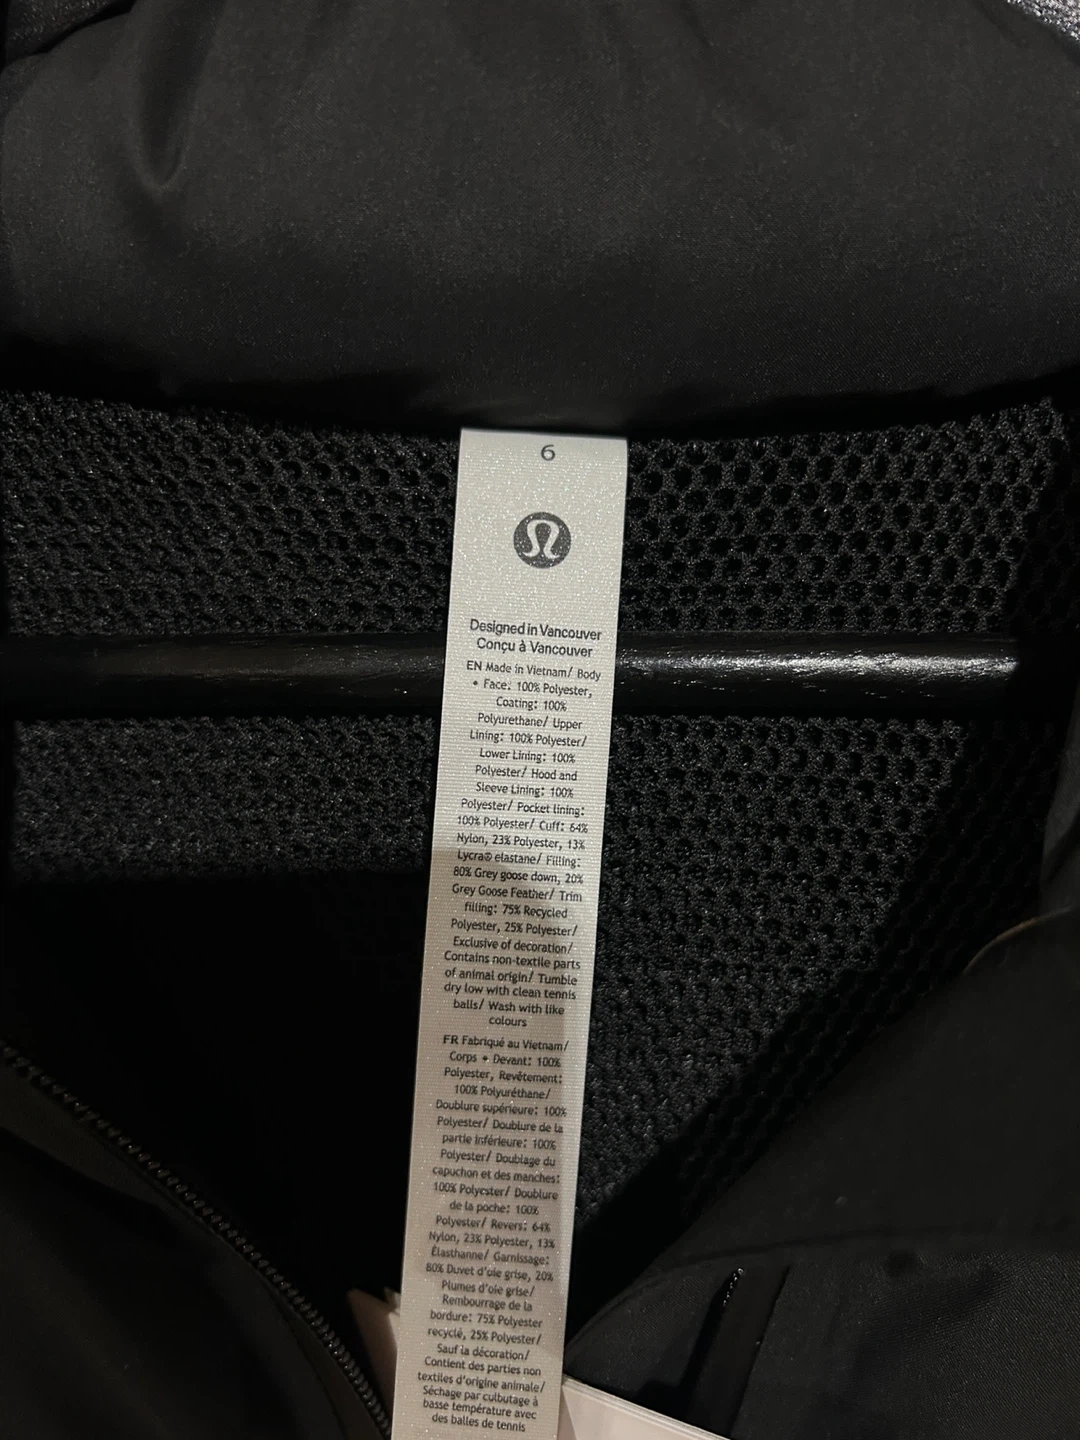 6
Designed in Vancouver
Conçu à Vancouver
EN Made in Vietnam/ Body
• Face: 100% Polyester,
Coating: 100%
Polyurethane/ Upper
Lining: 100% Polyester/
Lower Lining: 100%
Polyester/ Hood and
Sleeve Lining: 100%
Polyester/ Pocket lining:
100% Polyester/ Cuff: 64%
Nylon, 23% Polyester, 13%
Lycra® elastane/ Filling:
80% Grey goose down, 20%
Grey Goose Feather/ Trim
filling: 75% Recycled
Polyester, 25% Polyester/
Exclusive of decoration/
Contains non-textile parts
of animal origin/ Tumble
dry low with clean tennis
balls/ Wash with like
colours
FR Fabriqué au Vietnam/
Corps • Devant: 100%
Polyester, Revêtement:
100% Polyuréthane/
Doublure supérieure: 100%
Polyester/ Doublure de la
partie inférieure: 100%
Polyester/ Doublage du
capuchon et des manches:
100% Polyester/ Doublure
de la poche: 100%
Polyester/ Revers: 64%
Nylon, 23% Polyester, 13%
Élasthanne/ Garnissage:
80% Duvet d'oie grise, 20%
Plumes d'oie grise/
Rembourrage de la
bordure: 75% Polyester
recyclé, 25% Polyester/
Sauf la décoration/
Contient des parties non
textiles d'origine animale/
Séchage par culbutage à
basse température avec
des balles de tennis